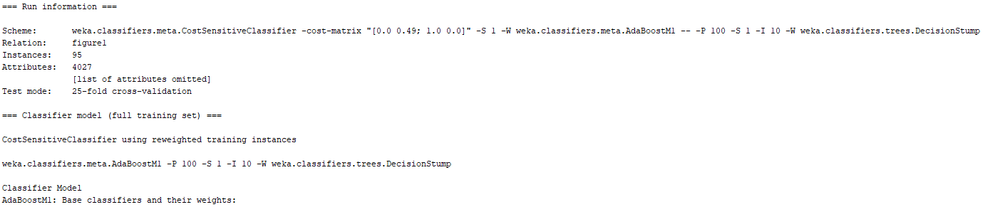 === Run information ===
Scheme: weka.classifiers.meta.CostSensitiveClassifier -cost-matrix "[0.0 0.49; 1.0 0.0]" -S 1 -W weka.classifiers.meta.AdaBoostM1 -- -P 100 -S 1 -I 10 -W weka.classifiers.trees.DecisionStump
Relation: figure1
Instances: 95
Attributes: 4027
[list of attributes omitted]
Test mode: 25-fold cross-validation
=== Classifier model (full training set) ===
CostSensitiveClassifier using reweighted training instances
weka.classifiers.meta.AdaBoostM1 -P 100 -S 1 -I 10 -W weka.classifiers.trees.DecisionStump
Classifier Model
AdaBoostM1: Base classifiers and their weights: